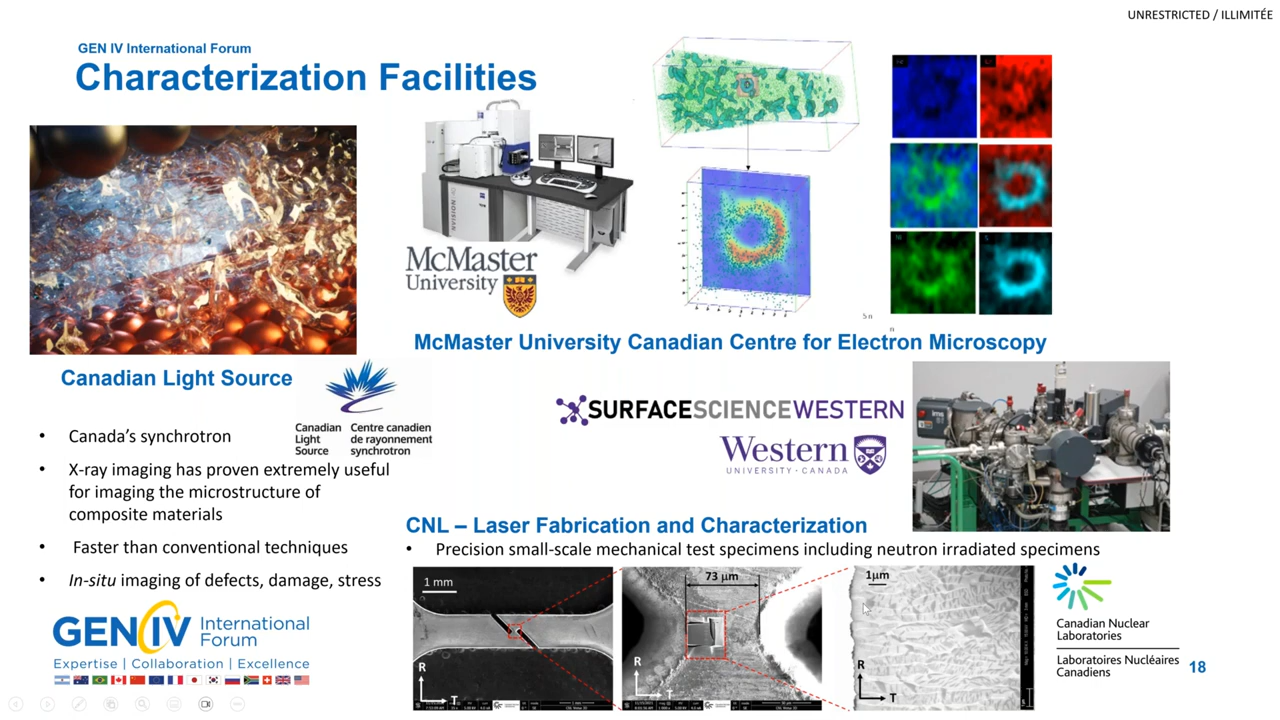 UNRESTRICTED / ILLIMITÉE
GEN IV International Forum
Characterization Facilities
McMaster
University
McMaster University Canadian Centre for Electron Microscopy
Canadian Light Source
Canadian
Light
Source
Centre canadien
de rayonnement
synchrotron
• Canada's synchrotron
• X-ray imaging has proven extremely useful
for imaging the microstructure of
composite materials
• Faster than conventional techniques
• In-situ imaging of defects, damage, stress
SURFACESCIENCEWESTERN
Western
UNIVERSITY · CANADA
CNL – Laser Fabrication and Characterization
• Precision small-scale mechanical test specimens including neutron irradiated specimens
1 mm
R
T
73 µm
R
T
1µm
R
T
GENIV International
Forum
Expertise | Collaboration | Excellence
Canadian Nuclear
Laboratories
Laboratoires Nucléaires
Canadiens
18